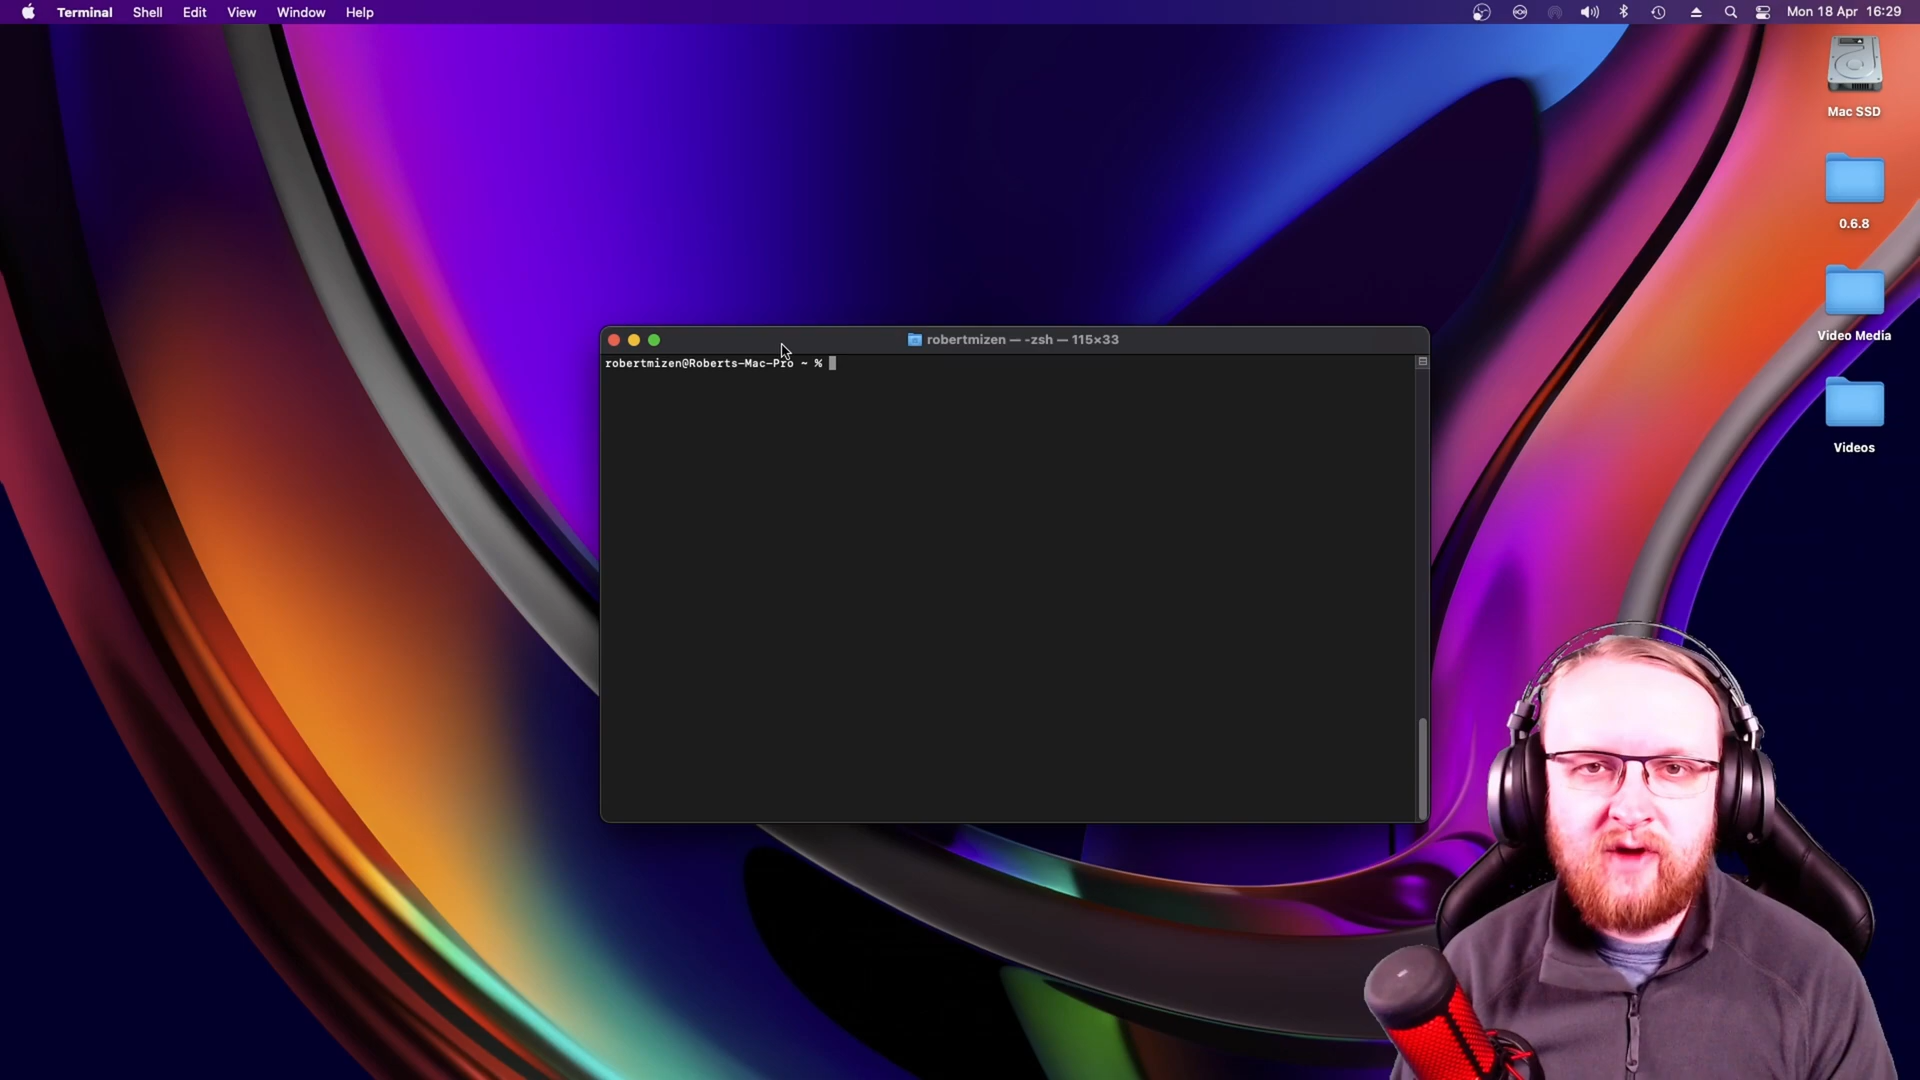 Terminal Shell Edit View Window Help
Mon 18 Apr 16:29
Mac SSD
0.6.8
Video Media
Videos
robertmizen — -zsh — 115×33
robertmizen@Roberts-Mac-Pro ~ %